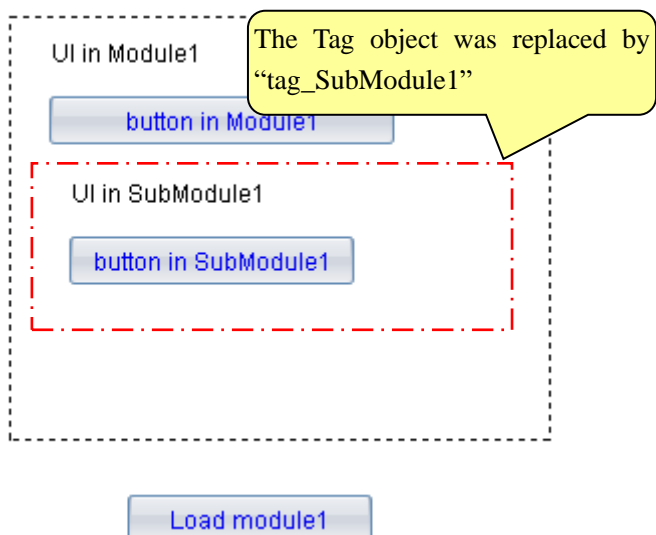 UI in Module1
The Tag object was replaced by
“tag_SubModule1”
button in Module1
UI in SubModule1
button in SubModule1
Load module1